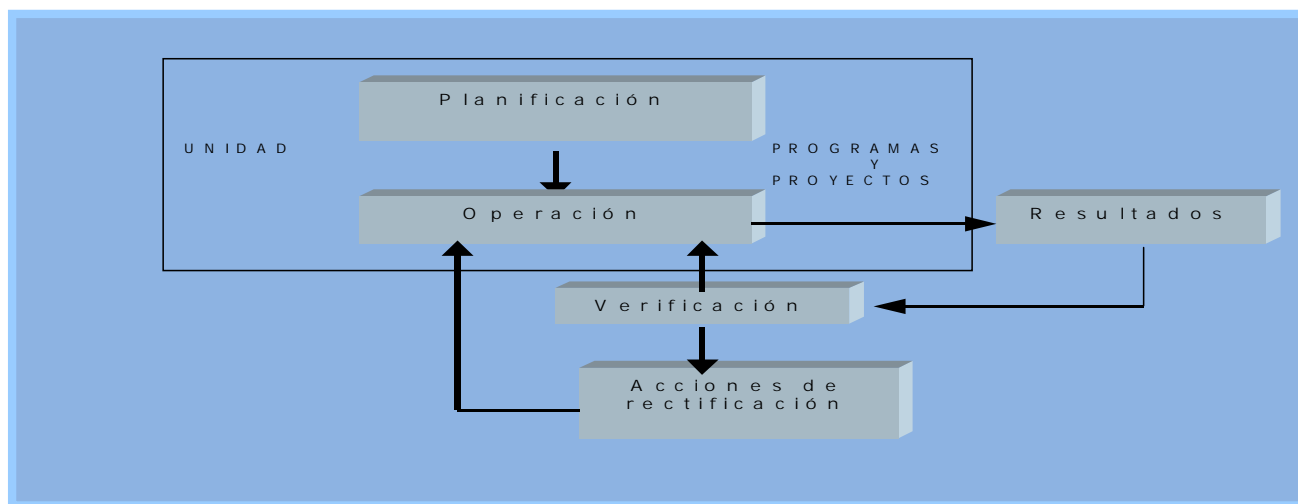 Planificación
UNIDAD
PROGRAMAS
Y
PROYECTOS
Operación
Resultados
Verificación
Acciones de
rectificación